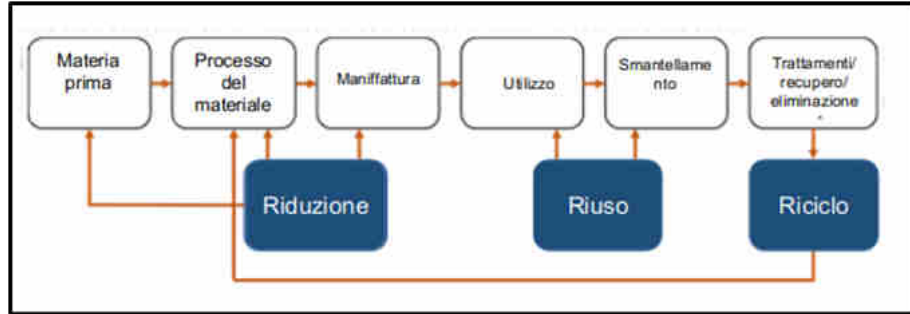 Materia
prima
Processo
del
materiale
Maniffattura
Utilizzo
Smantellame
nto
Trattamenti/
recupero/
eliminazione
Riduzione
Riuso
Riciclo